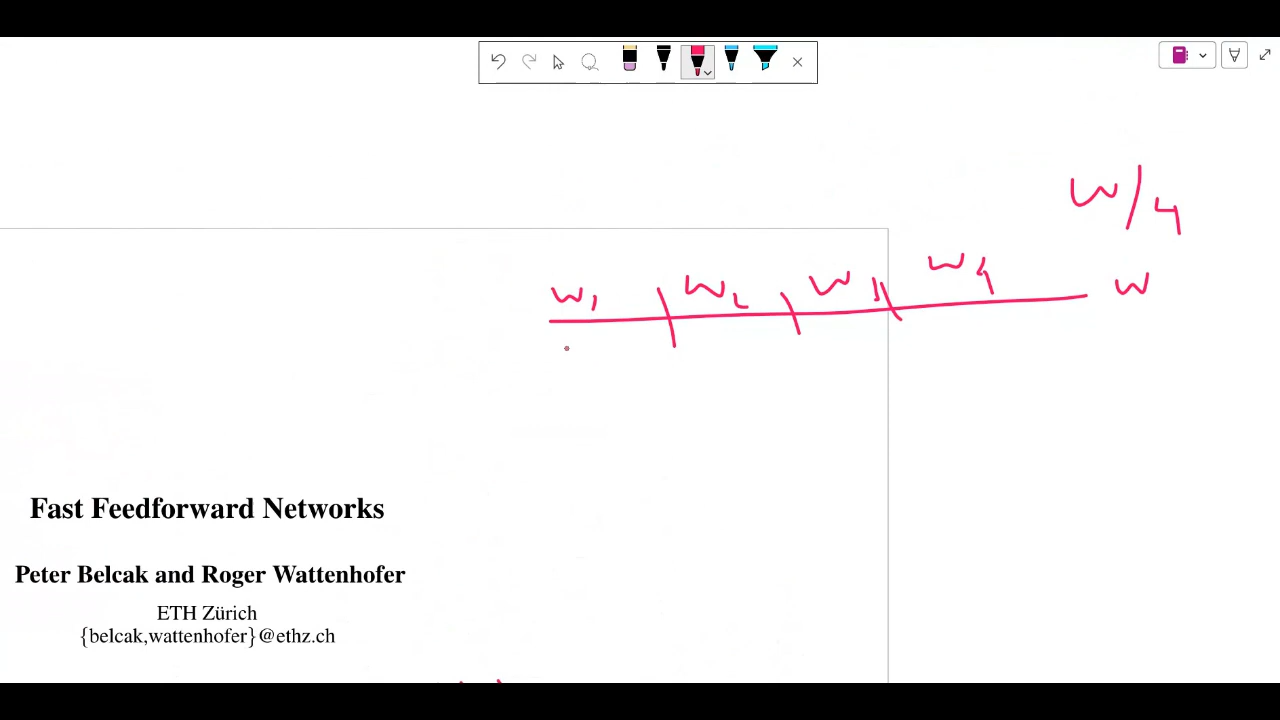 W/4
W1 W2 W3 W4 W
Fast Feedforward Networks
Peter Belcak and Roger Wattenhofer
ETH Zürich
{belcak,wattenhofer}@ethz.ch